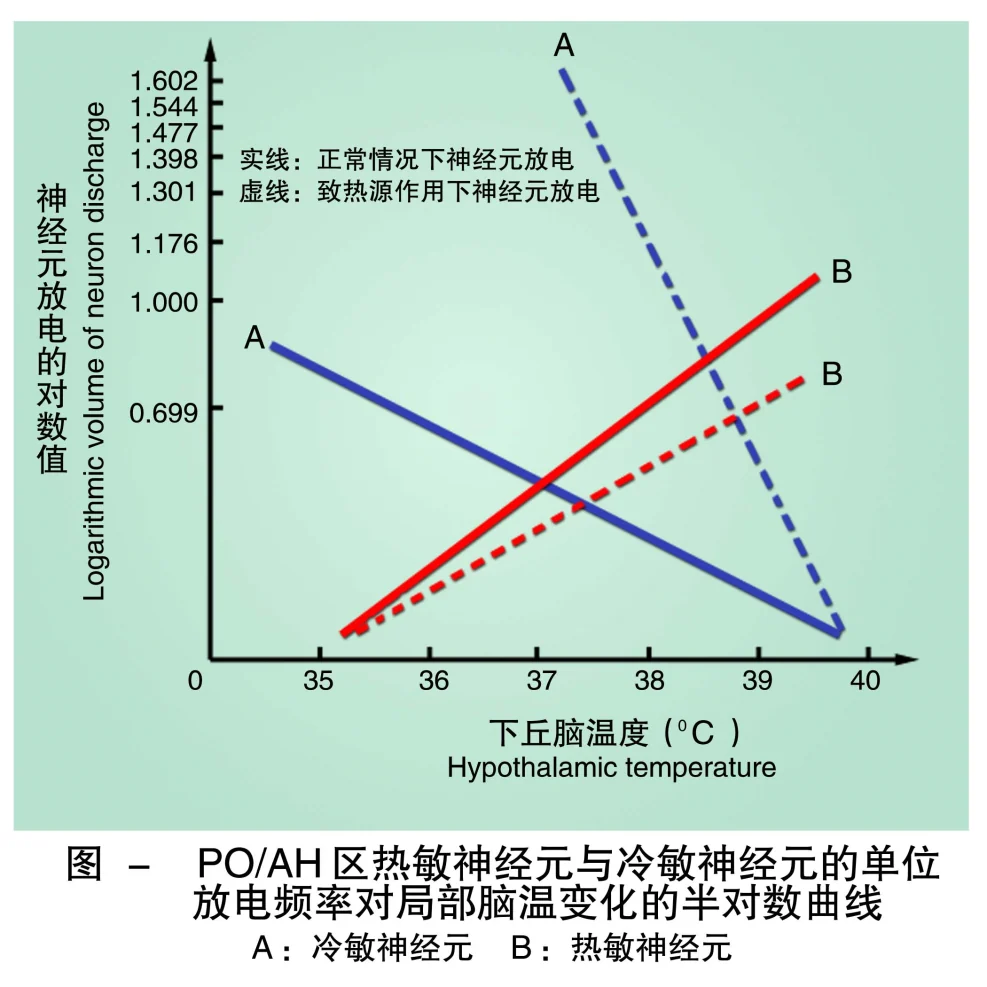 A
1.602
1.544
1.477
1.398
1.301
1.176
1.000
0.699
实线：正常情况下神经元放电
虚线：致热源作用下神经元放电
神经元放电的对数值
Logarithmic volume of neuron discharge
A
B
B
0 35 36 37 38 39 40
下丘脑温度（⁰C ）
Hypothalamic temperature
图 – PO/AH 区热敏神经元与冷敏神经元的单位
放电频率对局部脑温变化的半对数曲线
A：冷敏神经元 B：热敏神经元